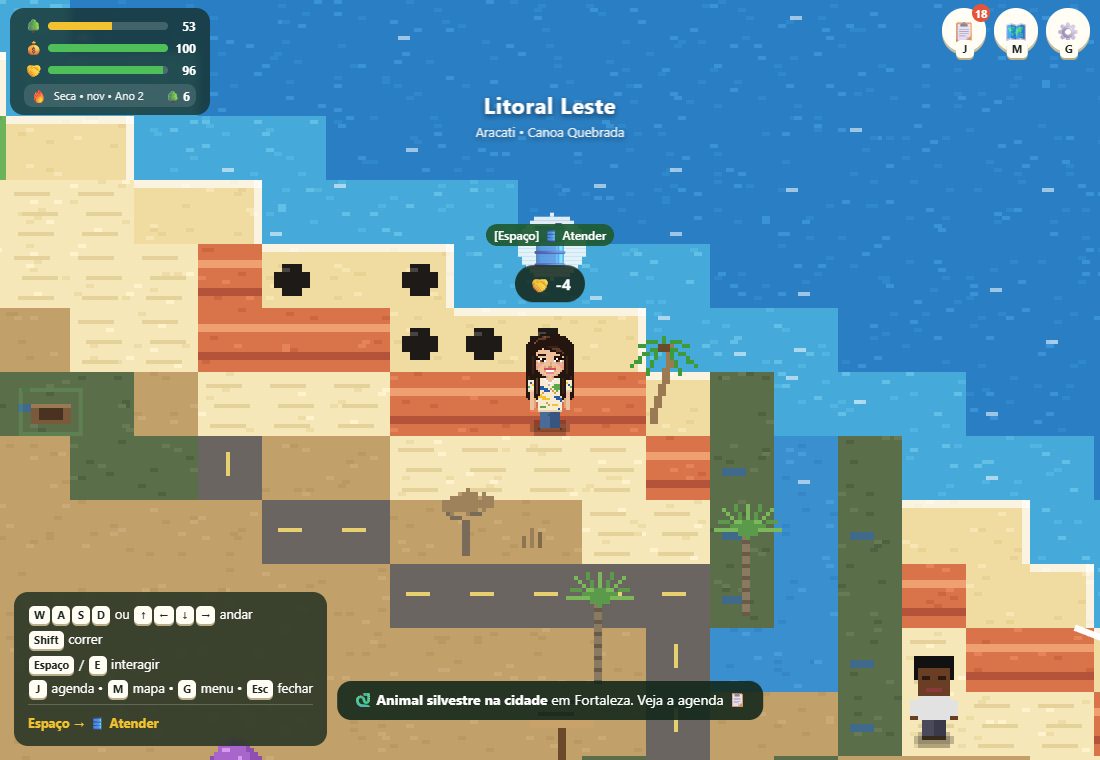 53
100
96
Seca • nov • Ano 2 6
18
J M G
Litoral Leste
Aracati • Canoa Quebrada
[Espaço] Atender
-4
W A S D ou ↑ ← ↓ → andar
Shift correr
Espaço / E interagir
J agenda • M mapa • G menu • Esc fechar
Espaço → Atender
Animal silvestre na cidade em Fortaleza. Veja a agenda